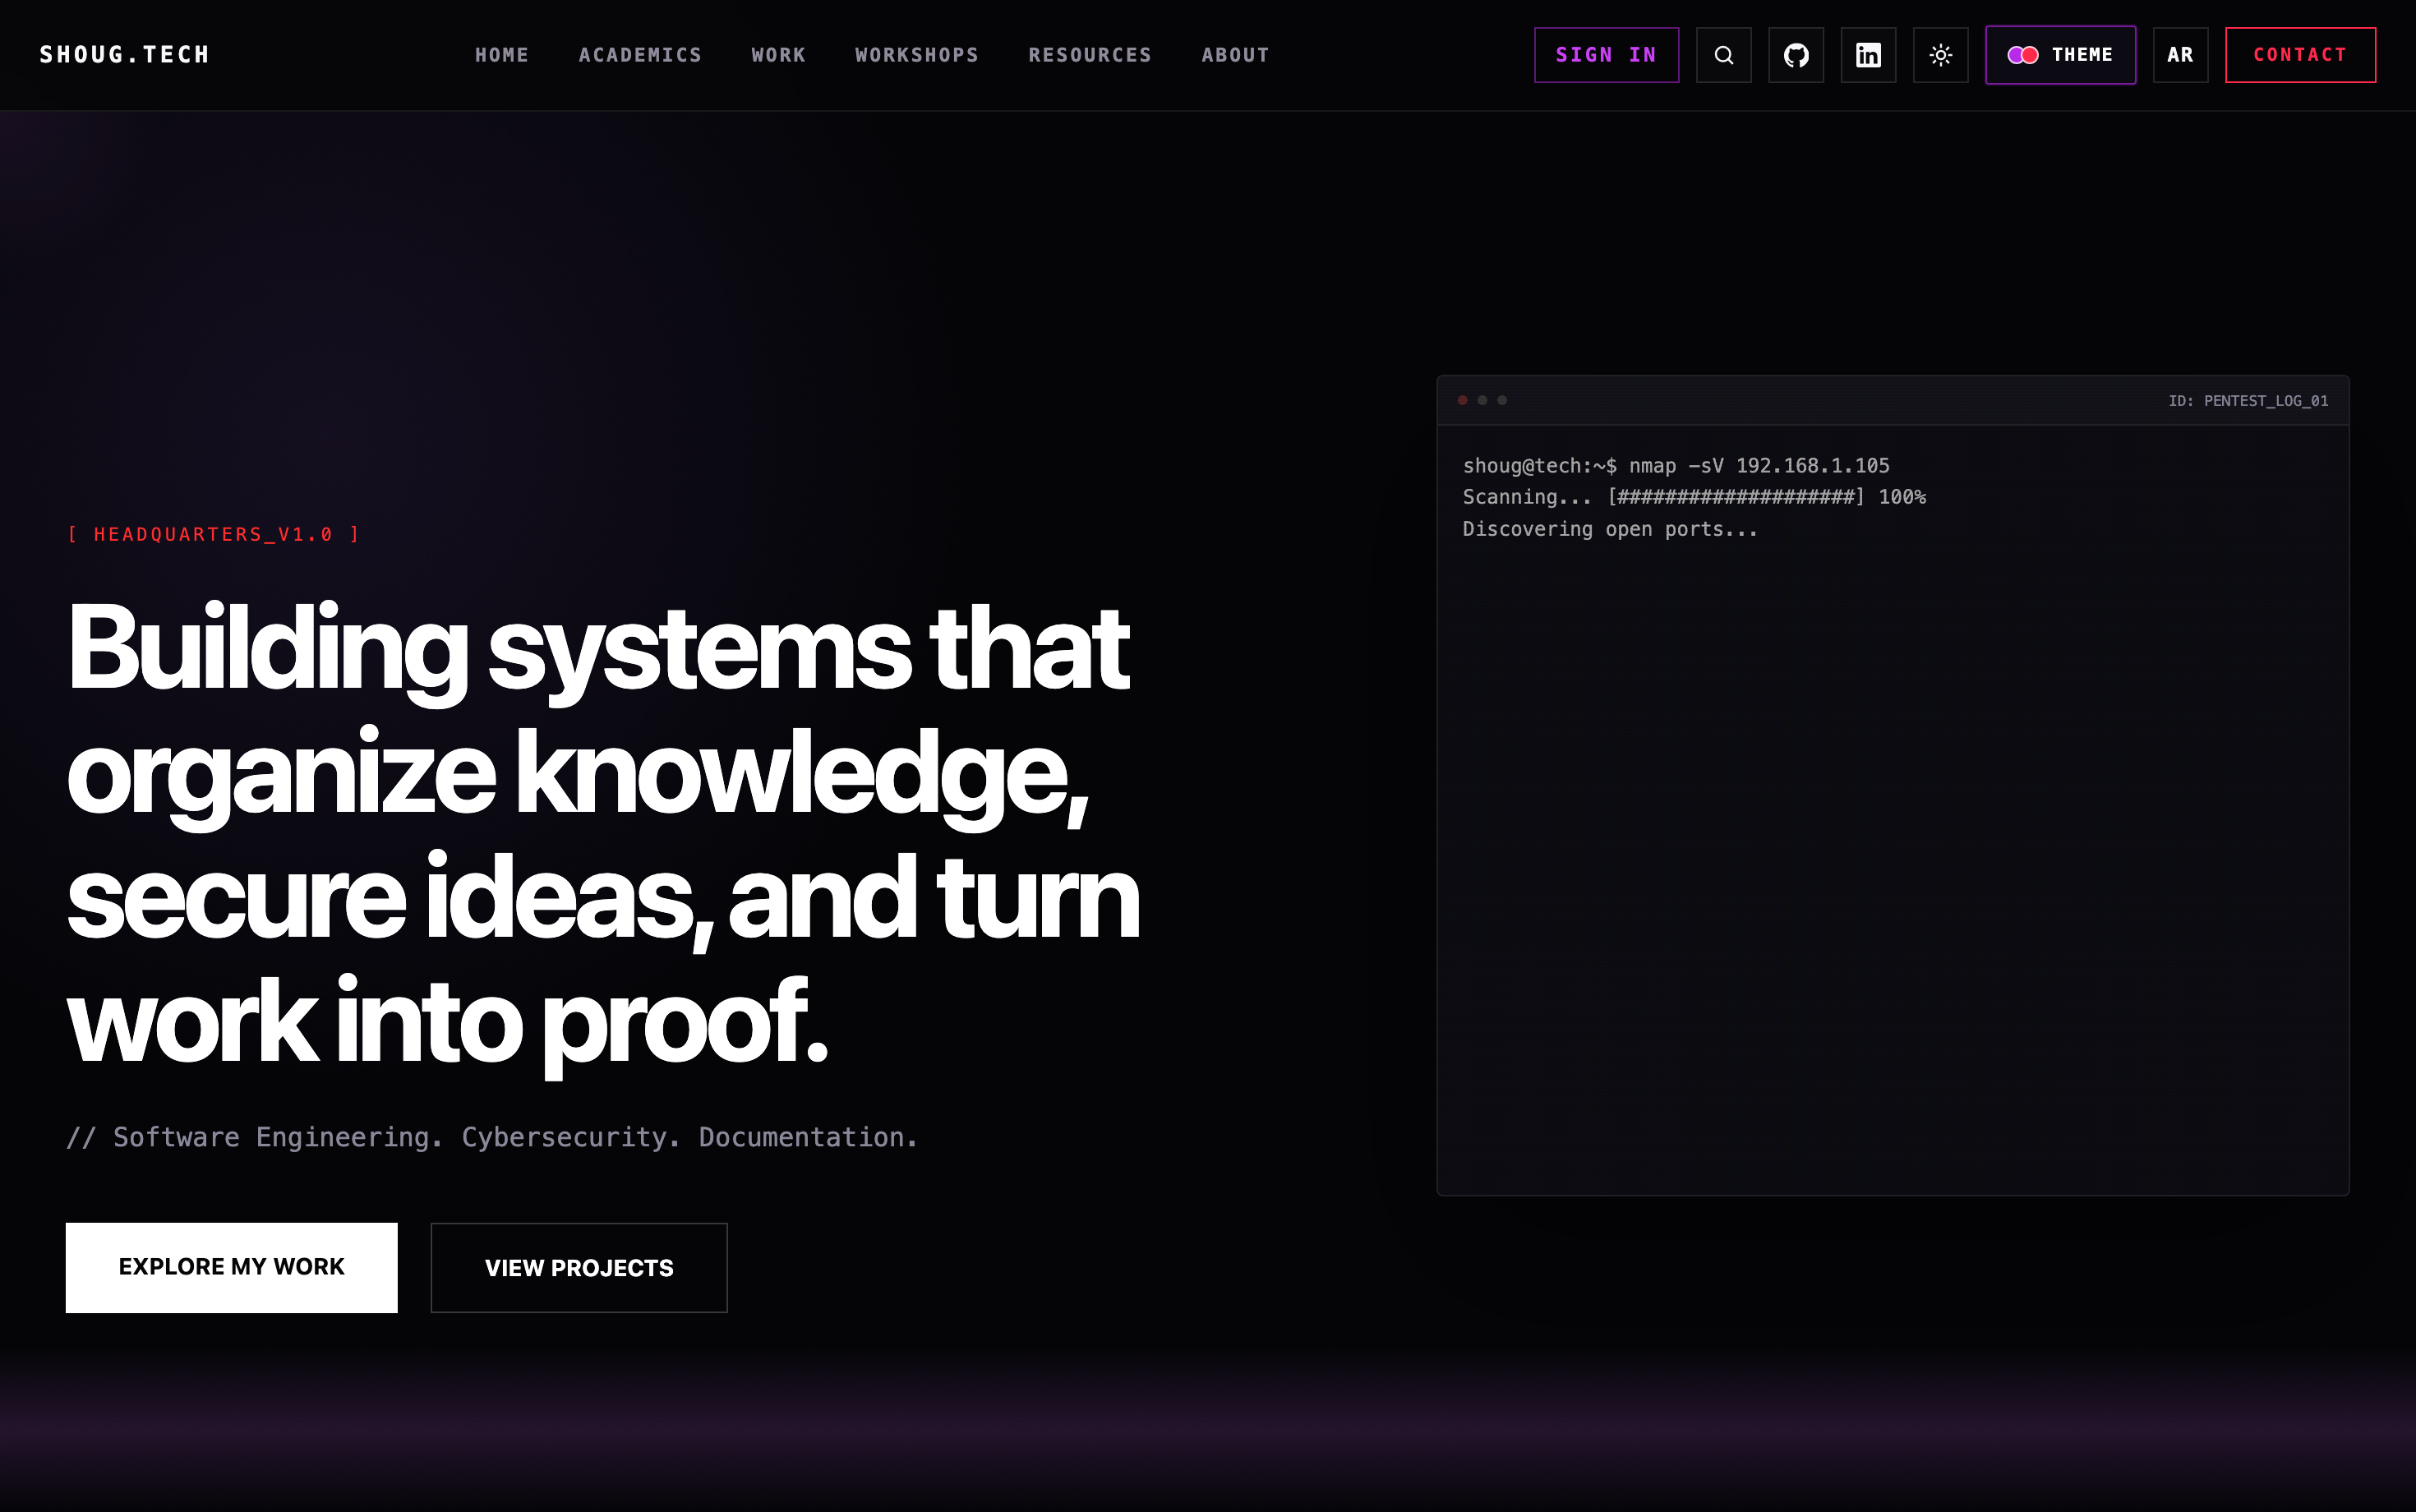 SHOUG.TECH
HOME
ACADEMICS
WORK
WORKSHOPS
RESOURCES
ABOUT
SIGN IN
THEME
AR
CONTACT
[ HEADQUARTERS_V1.0 ]
Building systems that
organize knowledge,
secure ideas, and turn
work into proof.
// Software Engineering. Cybersecurity. Documentation.
EXPLORE MY WORK
VIEW PROJECTS
ID: PENTEST_LOG_01
shoug@tech:~$ nmap -sV 192.168.1.105
Scanning... [####################] 100%
Discovering open ports...